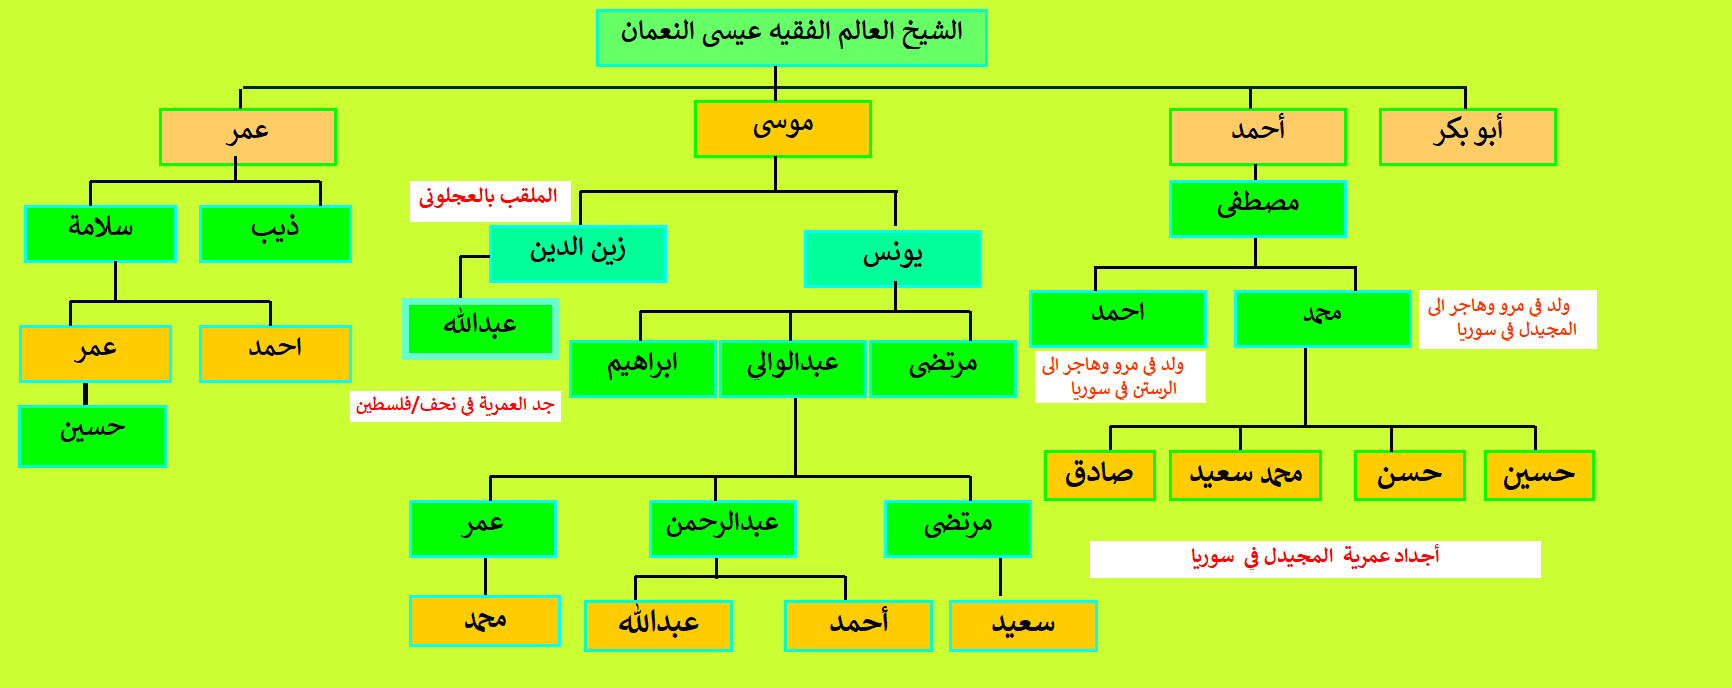 الشيخ العالم الفقيه عيسى النعمان
أبو بكر
أحمد
موسى
عمر
مصطفى
الملقب بالعجلونى
ذيب
سلامة
يونس
زين الدين
ولد في مرو وهاجر الى
المجيدل في سوريا
محمد
احمد
عبدالله
احمد
عمر
مرتضى
عبدالوالي
ابراهيم
ولد في مرو وهاجر الى
الرستن في سوريا
جد العمرية في نحف/فلسطين
حسين
حسين
حسن
محمد سعيد
صادق
مرتضى
عبدالرحمن
عمر
أجداد عمرية المجيدل في سوريا
سعيد
أحمد
عبدالله
محمد